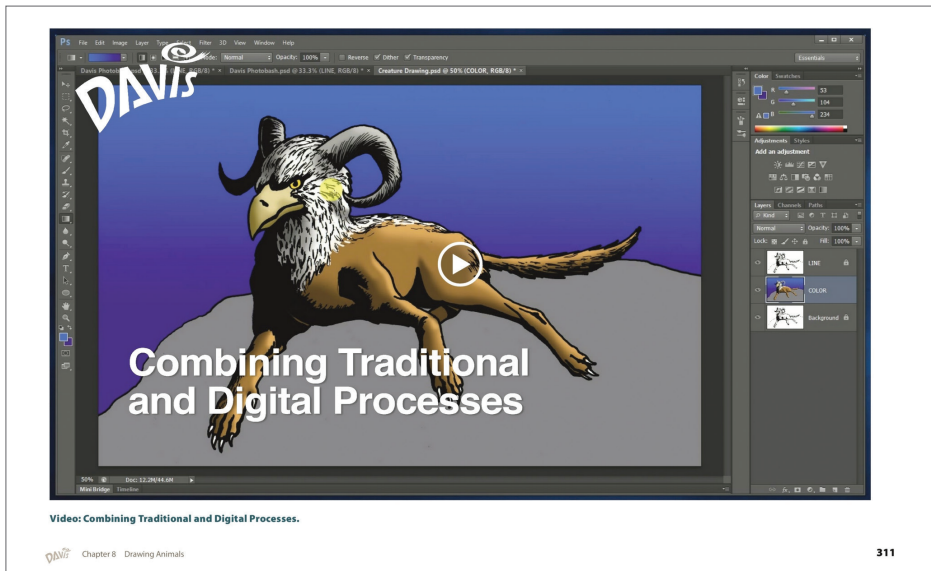 Ps File Edit Image Layer Type Select Filter 3D View Window Help
Mode: Normal Opacity: 100% Reverse Dither Transparency Essentials
Davis Photobash.psd @ 33.3% (LINE, RGB/8) * × Creature Drawing.psd @ 50% (COLOR, RGB/8) * ×
DAVIS
Color Swatches
R 53
G 104
B 234
Adjustments Styles
Add an adjustment
Layers Channels Paths
Kind
Normal Opacity: 100%
Lock: Fill: 100%
LINE
COLOR
Background
Combining Traditional
and Digital Processes
50% Doc: 12.2M/44.6M
Mini Bridge Timeline
Video: Combining Traditional and Digital Processes.
DAVIS Chapter 8 Drawing Animals 311